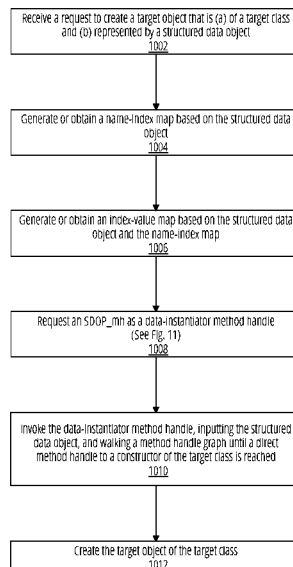 Receive a request to create a target object that is (a) of a target class
and (b) represented by a structured data object
1002
Generate or obtain a name-index map based on the structured data
object
1004
Generate or obtain an index-value map based on the structured data
object and the name-index map
1006
Request an SDOP_mh as a data-instantiator method handle
(See Fig. 11)
1008
Invoke the data-instantiator method handle, inputting the structured
data object, and walking a method handle graph until a direct
method handle to a constructor of the target class is reached
1010
Create the target object of the target class
1012